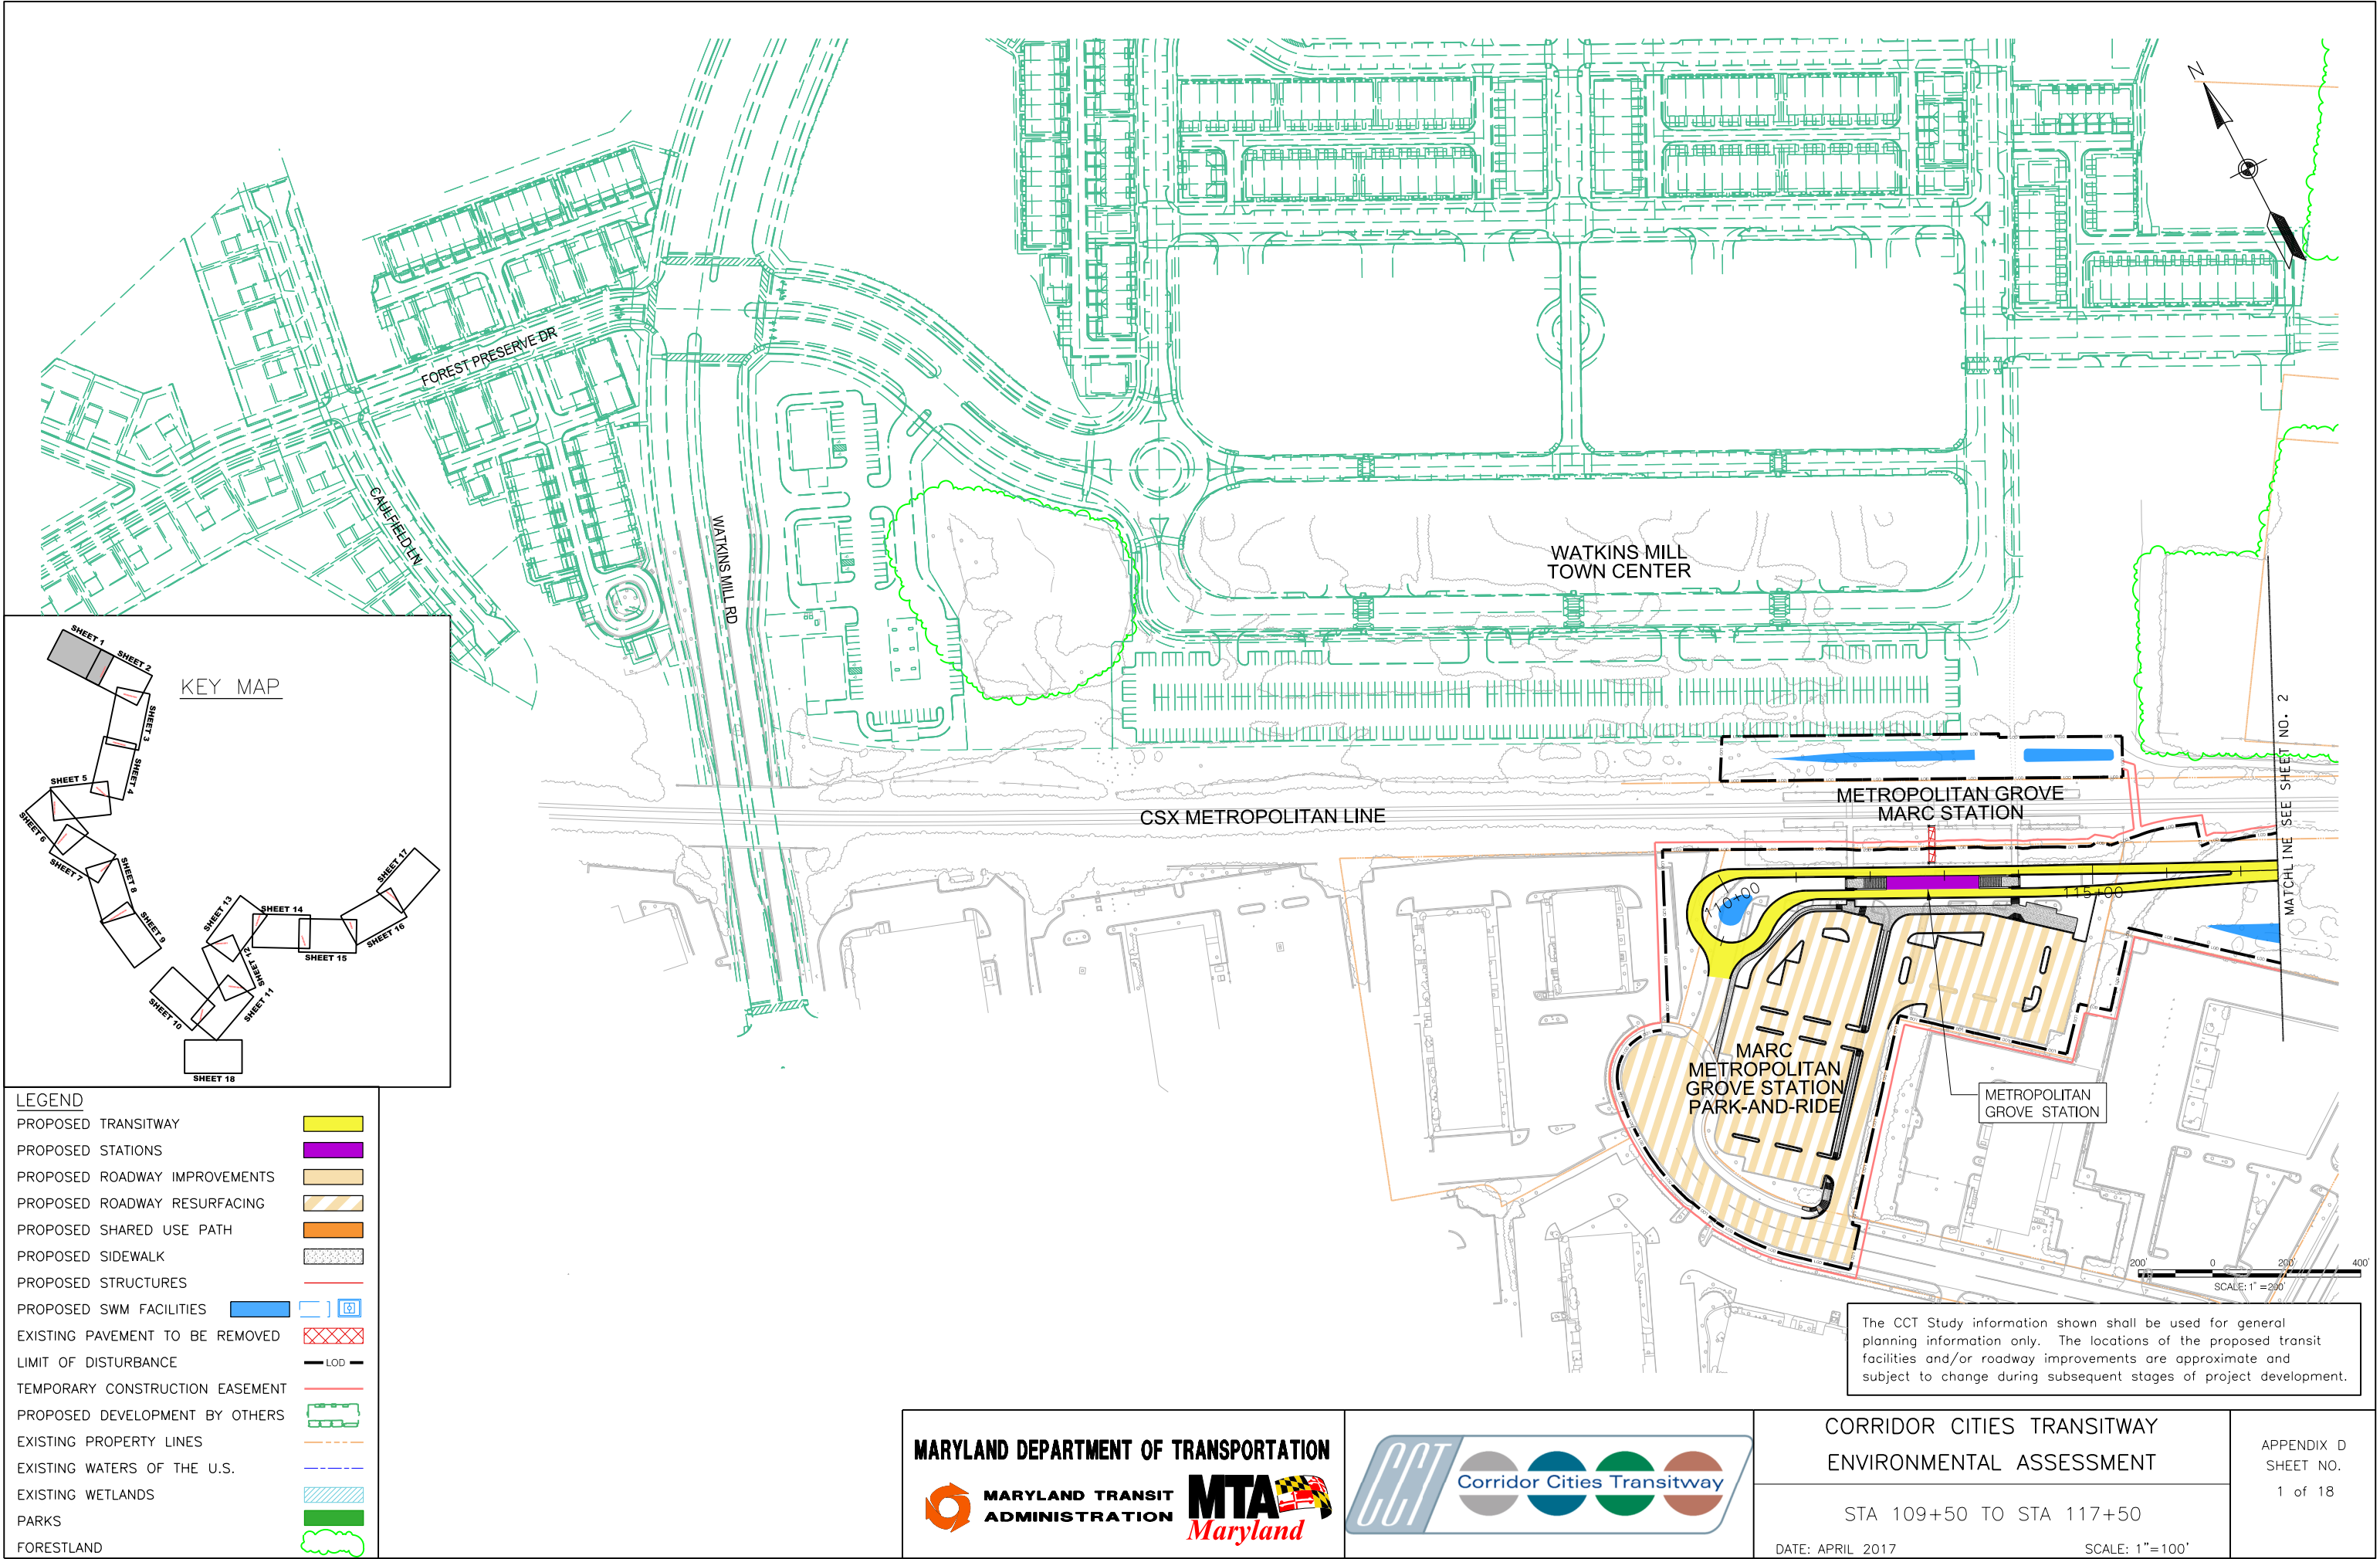 N
FOREST PRESERVE DR
CAULFIELD LN
WATKINS MILL RD
WATKINS MILL
TOWN CENTER
CSX METROPOLITAN LINE
METROPOLITAN GROVE
MARC STATION
MATCHLINE SEE SHEET NO. 2
110+00
115+00
MARC
METROPOLITAN
GROVE STATION
PARK-AND-RIDE
METROPOLITAN
GROVE STATION
200' 0 200' 400'
SCALE: 1"=200'
KEY MAP
SHEET 1
SHEET 2
SHEET 3
SHEET 4
SHEET 5
SHEET 6
SHEET 7
SHEET 8
SHEET 9
SHEET 10
SHEET 11
SHEET 12
SHEET 13
SHEET 14
SHEET 15
SHEET 16
SHEET 17
SHEET 18
LEGEND
PROPOSED TRANSITWAY
PROPOSED STATIONS
PROPOSED ROADWAY IMPROVEMENTS
PROPOSED ROADWAY RESURFACING
PROPOSED SHARED USE PATH
PROPOSED SIDEWALK
PROPOSED STRUCTURES
PROPOSED SWM FACILITIES
EXISTING PAVEMENT TO BE REMOVED
LIMIT OF DISTURBANCE LOD
TEMPORARY CONSTRUCTION EASEMENT
PROPOSED DEVELOPMENT BY OTHERS
EXISTING PROPERTY LINES
EXISTING WATERS OF THE U.S.
EXISTING WETLANDS
PARKS
FORESTLAND
The CCT Study information shown shall be used for general
planning information only. The locations of the proposed transit
facilities and/or roadway improvements are approximate and
subject to change during subsequent stages of project development.
MARYLAND DEPARTMENT OF TRANSPORTATION
MARYLAND TRANSIT
ADMINISTRATION
MTA
Maryland
CCT
Corridor Cities Transitway
CORRIDOR CITIES TRANSITWAY
ENVIRONMENTAL ASSESSMENT
STA 109+50 TO STA 117+50
DATE: APRIL 2017 SCALE: 1"=100'
APPENDIX D
SHEET NO.
1 of 18